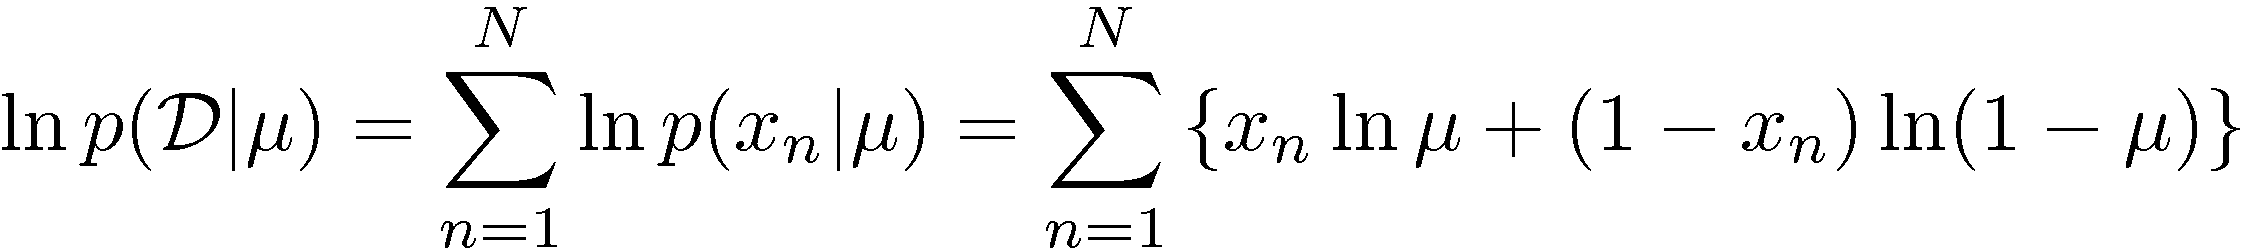 ln p(𝒟|μ) = ∑_{n=1}^{N} ln p(x_n|μ) = ∑_{n=1}^{N} {x_n ln μ + (1 − x_n) ln(1 − μ)}